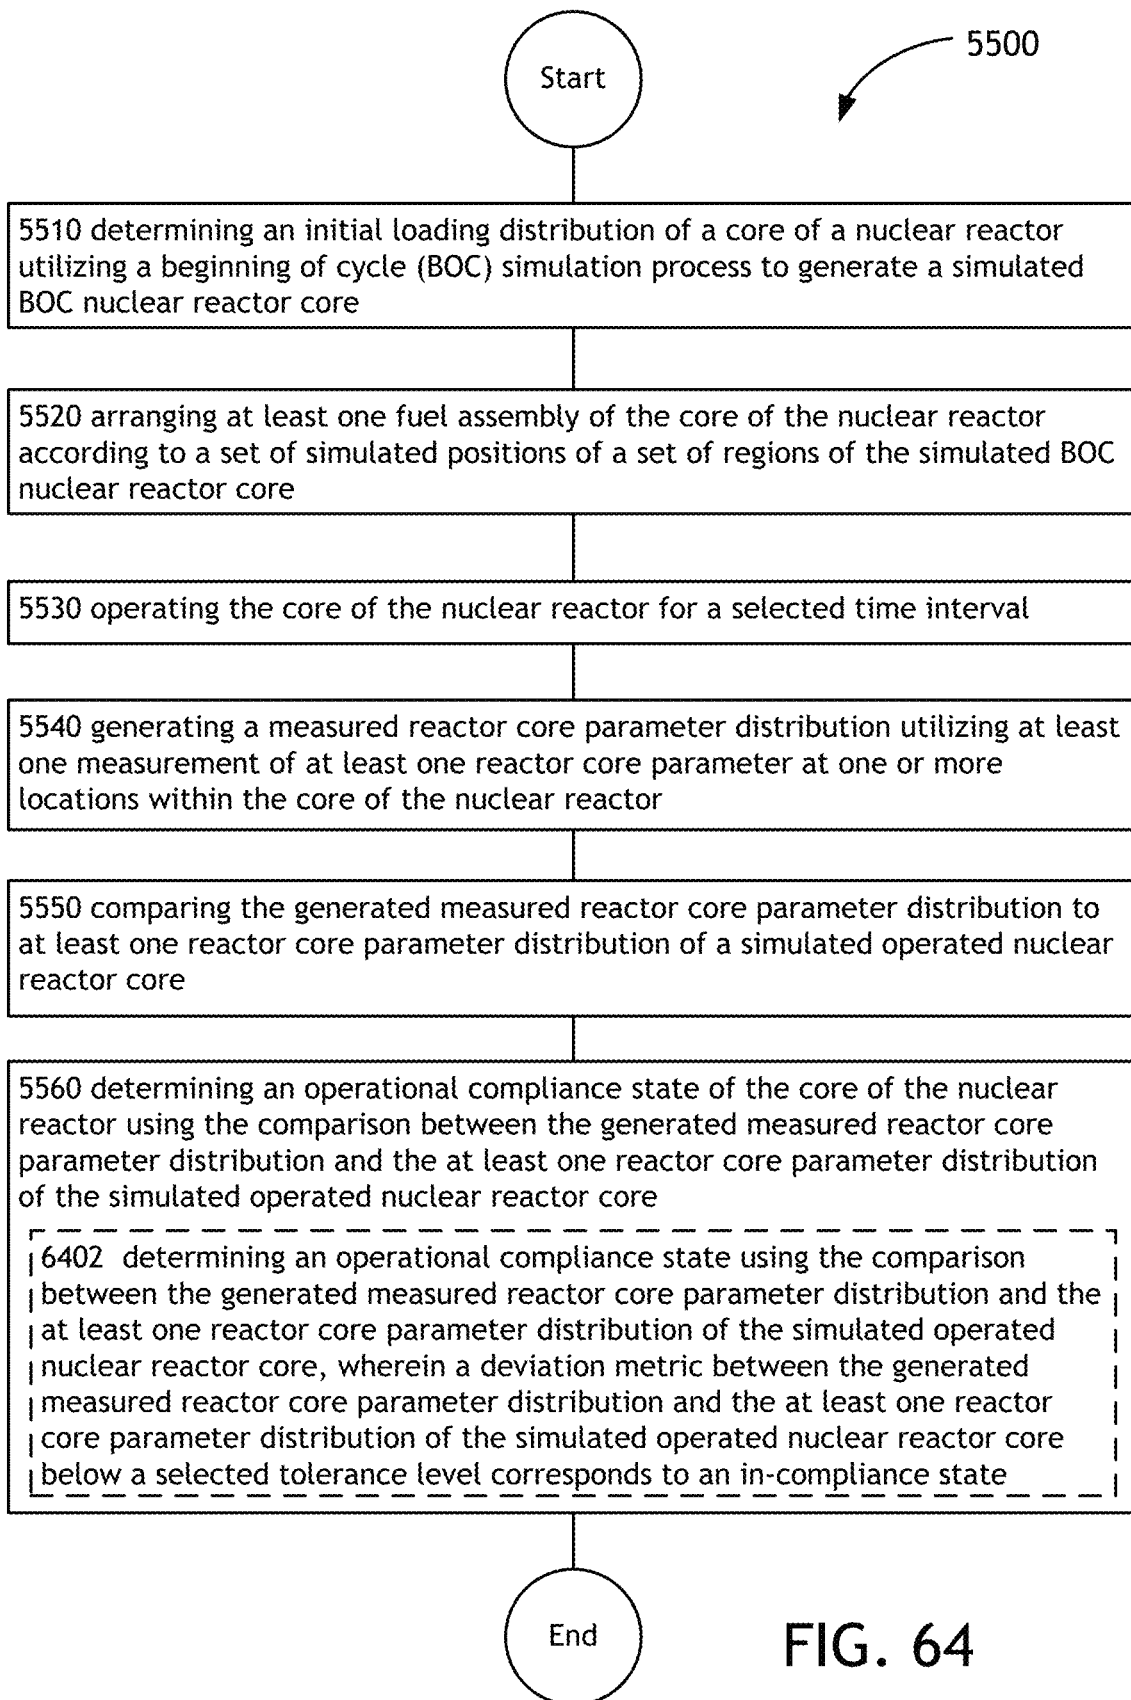 5500
Start
5510 determining an initial loading distribution of a core of a nuclear reactor
utilizing a beginning of cycle (BOC) simulation process to generate a simulated
BOC nuclear reactor core
5520 arranging at least one fuel assembly of the core of the nuclear reactor
according to a set of simulated positions of a set of regions of the simulated BOC
nuclear reactor core
5530 operating the core of the nuclear reactor for a selected time interval
5540 generating a measured reactor core parameter distribution utilizing at least
one measurement of at least one reactor core parameter at one or more
locations within the core of the nuclear reactor
5550 comparing the generated measured reactor core parameter distribution to
at least one reactor core parameter distribution of a simulated operated nuclear
reactor core
5560 determining an operational compliance state of the core of the nuclear
reactor using the comparison between the generated measured reactor core
parameter distribution and the at least one reactor core parameter distribution
of the simulated operated nuclear reactor core
6402 determining an operational compliance state using the comparison
between the generated measured reactor core parameter distribution and the
at least one reactor core parameter distribution of the simulated operated
nuclear reactor core, wherein a deviation metric between the generated
measured reactor core parameter distribution and the at least one reactor
core parameter distribution of the simulated operated nuclear reactor core
below a selected tolerance level corresponds to an in-compliance state
End
FIG. 64